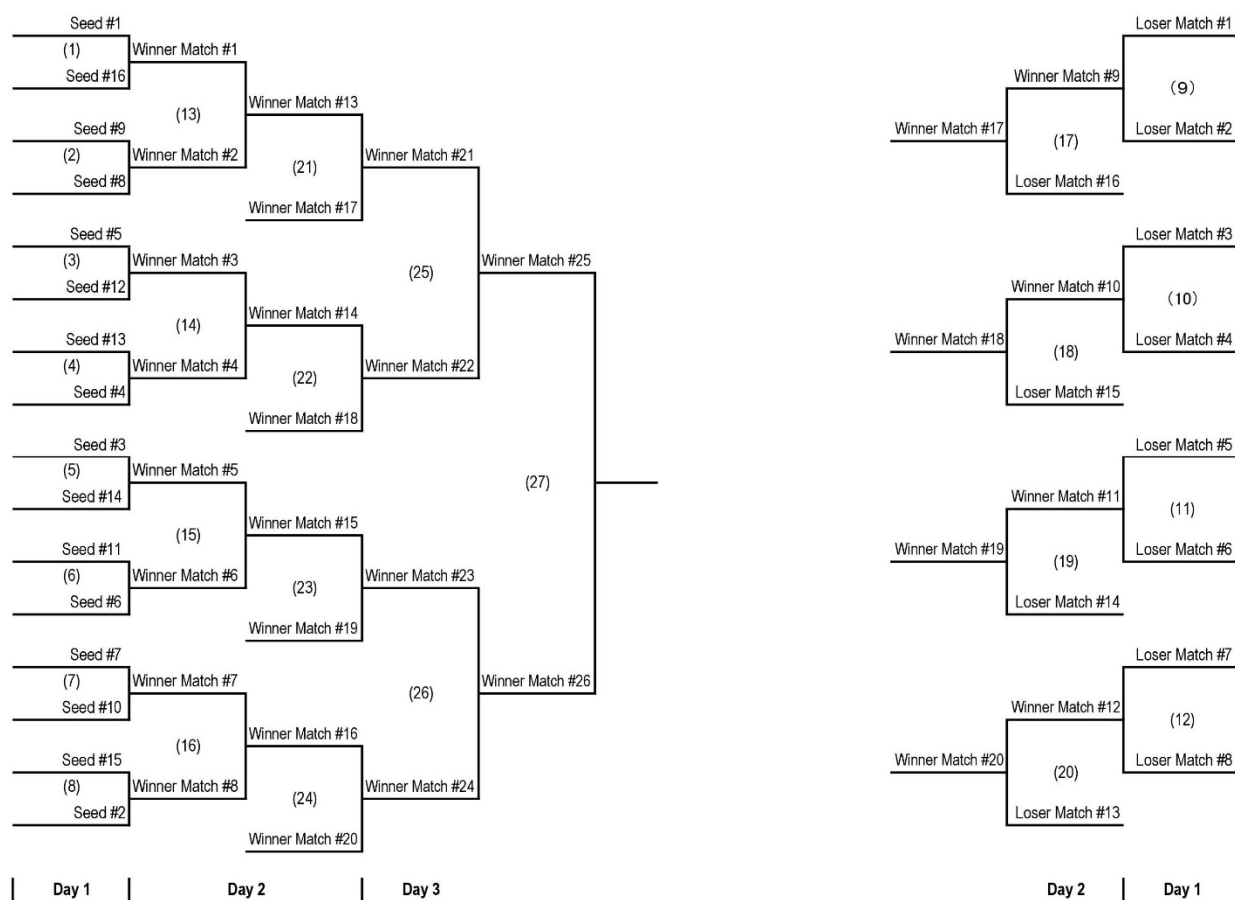 Seed #1
(1)
Seed #16
Winner Match #1
(13)
Seed #9
(2)
Seed #8
Winner Match #2
Winner Match #13
(21)
Winner Match #17
Winner Match #21
Seed #5
(3)
Seed #12
Winner Match #3
(14)
Seed #13
(4)
Seed #4
Winner Match #4
Winner Match #14
(22)
Winner Match #18
Winner Match #22
(25)
Winner Match #25
Seed #3
(5)
Seed #14
Winner Match #5
(15)
Seed #11
(6)
Seed #6
Winner Match #6
Winner Match #15
(23)
Winner Match #19
Winner Match #23
Seed #7
(7)
Seed #10
Winner Match #7
(16)
Seed #15
(8)
Seed #2
Winner Match #8
Winner Match #16
(24)
Winner Match #20
Winner Match #24
(26)
Winner Match #26
(27)
Loser Match #1
(9)
Loser Match #2
Winner Match #9
(17)
Loser Match #16
Winner Match #17
Loser Match #3
(10)
Loser Match #4
Winner Match #10
(18)
Loser Match #15
Winner Match #18
Loser Match #5
(11)
Loser Match #6
Winner Match #11
(19)
Loser Match #14
Winner Match #19
Loser Match #7
(12)
Loser Match #8
Winner Match #12
(20)
Loser Match #13
Winner Match #20
Day 1
Day 2
Day 3
Day 2
Day 1